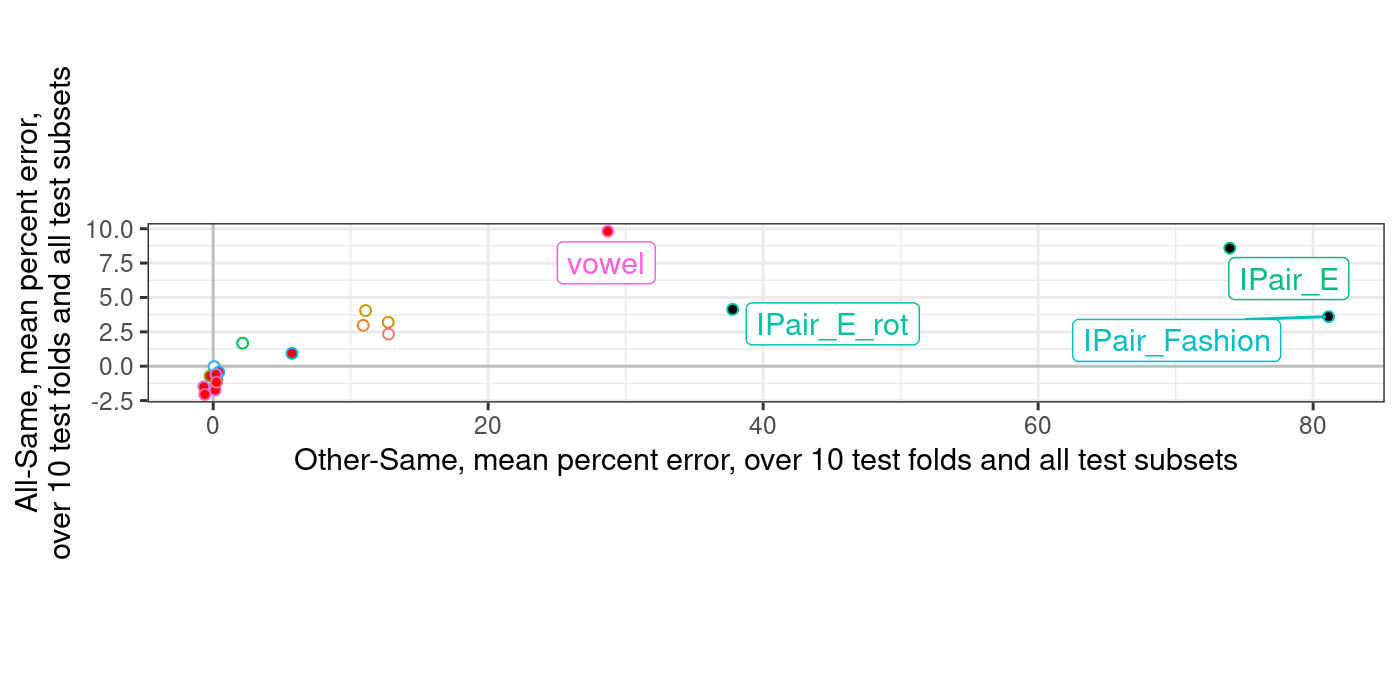 All-Same, mean percent error,
over 10 test folds and all test subsets
10.0
7.5
5.0
2.5
0.0
-2.5
vowel
IPair_E
IPair_E_rot
IPair_Fashion
0
20
40
60
80
Other-Same, mean percent error, over 10 test folds and all test subsets